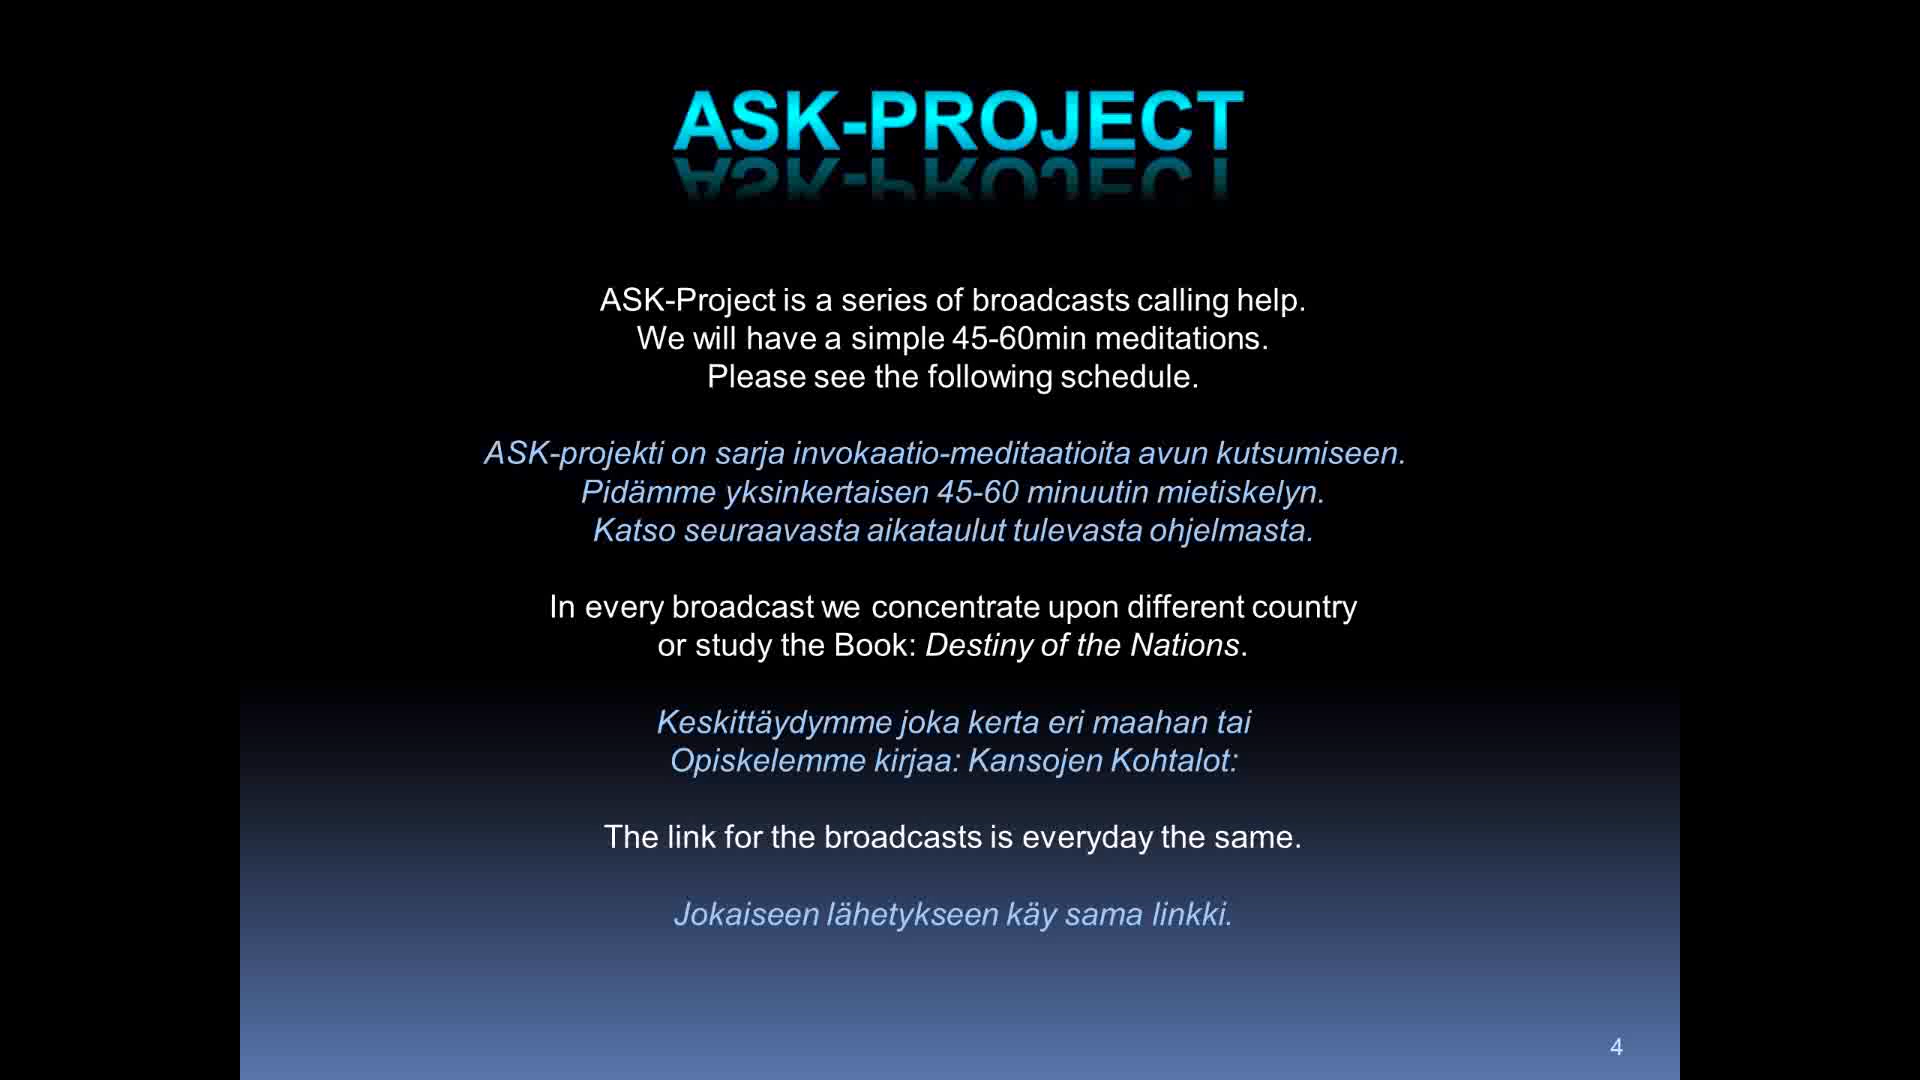 ASK-PROJECT
ASK-Project is a series of broadcasts calling help.
We will have a simple 45-60min meditations.
Please see the following schedule.
ASK-projekti on sarja invokaatio-meditaatioita avun kutsumiseen.
Pidämme yksinkertaisen 45-60 minuutin mietiskelyn.
Katso seuraavasta aikataulut tulevasta ohjelmasta.
In every broadcast we concentrate upon different country
or study the Book: Destiny of the Nations.
Keskittäydymme joka kerta eri maahan tai
Opiskelemme kirjaa: Kansojen Kohtalot:
The link for the broadcasts is everyday the same.
Jokaiseen lähetykseen käy sama linkki.
4